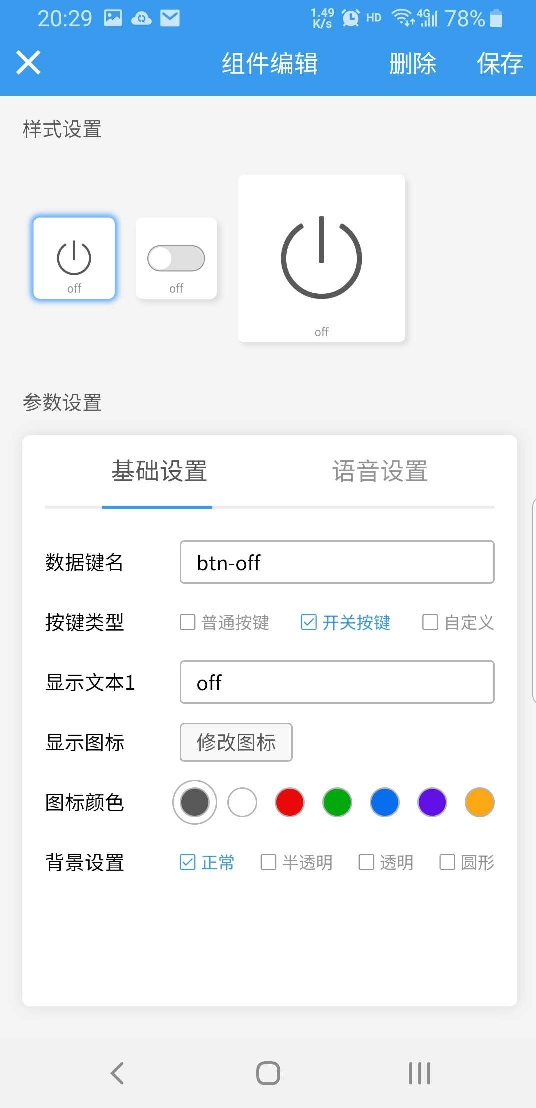 20:29 1.49 K/s HD 4G 78%
组件编辑 删除 保存
样式设置
off off off
参数设置
基础设置 语音设置
数据键名 btn-off
按键类型 普通按键 开关按键 自定义
显示文本1 off
显示图标 修改图标
图标颜色
背景设置 正常 半透明 透明 圆形